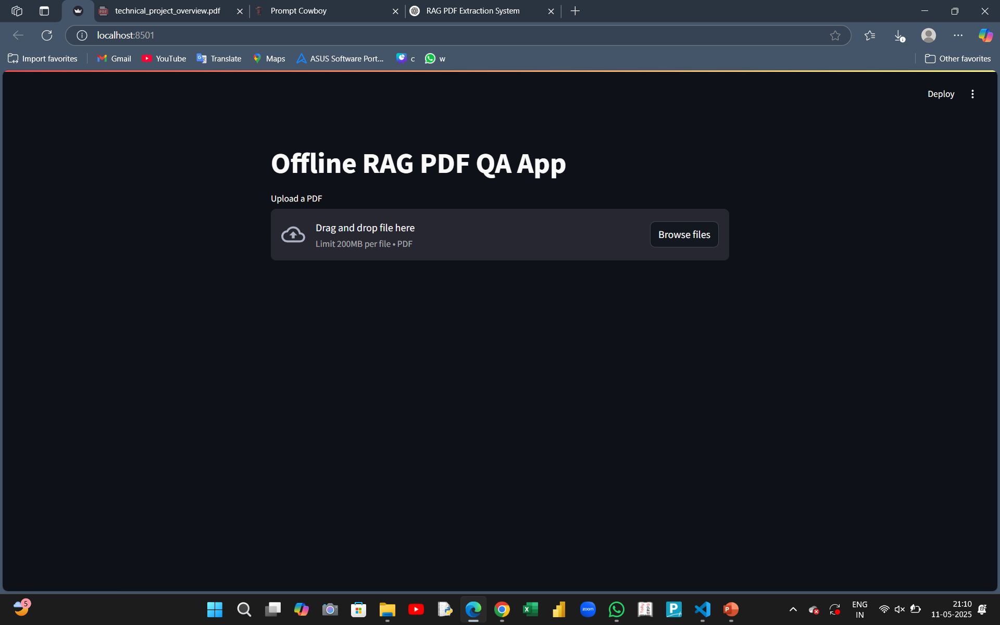 technical_project_overview.pdf
Prompt Cowboy
RAG PDF Extraction System
localhost:8501
Import favorites
Gmail
YouTube
Translate
Maps
ASUS Software Port...
c
w
Other favorites
Deploy
Offline RAG PDF QA App
Upload a PDF
Drag and drop file here
Limit 200MB per file • PDF
Browse files
5
zoom
ENG
IN
21:10
11-05-2025